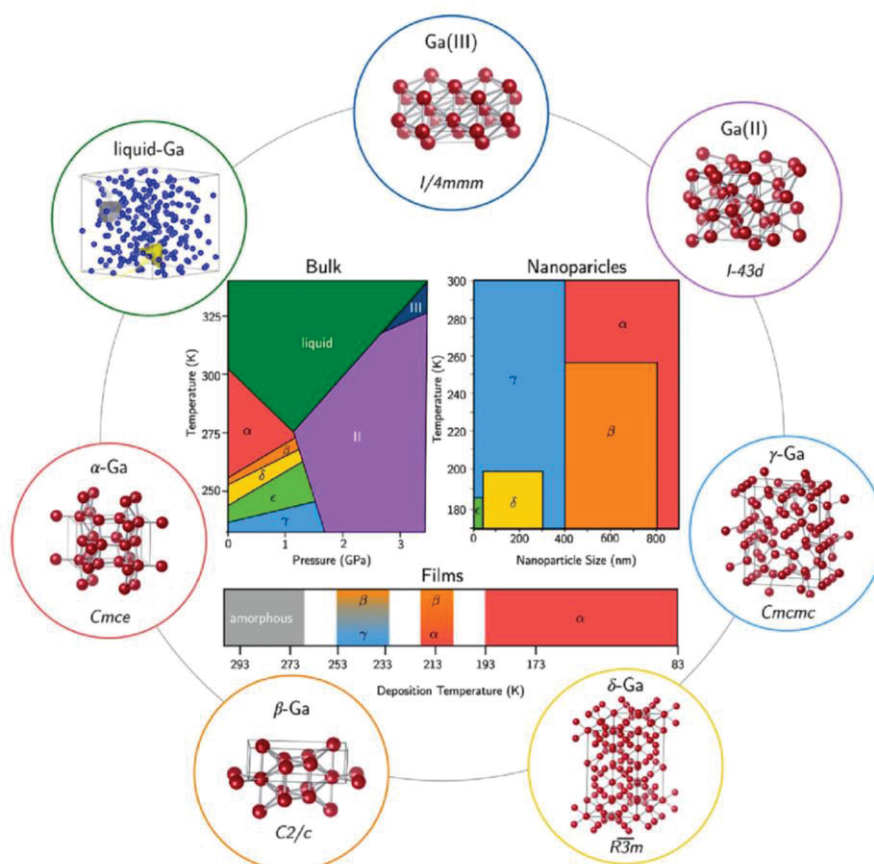 Ga(III)
I/4mmm
liquid-Ga
Ga(II)
I-43d
Bulk
Temperature (K)
325
300
275
250
liquid
III
α
II
β
δ
ϵ
γ
0
1
2
3
Pressure (GPa)
Nanoparicles
Temperature (K)
300
280
260
250
200
180
γ
α
β
δ
ϵ
0
200
400
600
800
Nanoparticle Size (nm)
α-Ga
Cmce
γ-Ga
Cmcmc
Films
amorphous
β
γ
β
α
α
293
273
253
233
213
193
173
83
Deposition Temperature (K)
β-Ga
C2/c
δ-Ga
R3̅m